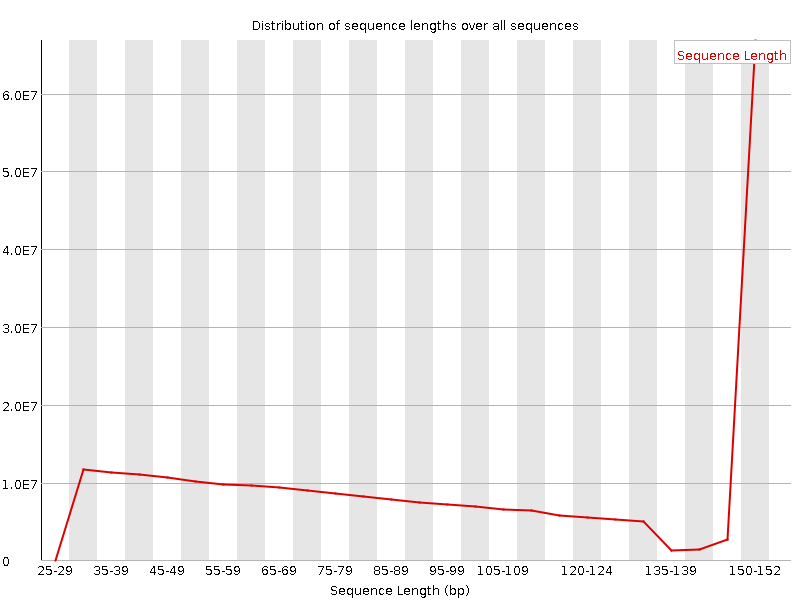 Distribution of sequence lengths over all sequences
Sequence Length
6.0E7
5.0E7
4.0E7
3.0E7
2.0E7
1.0E7
0
25-29 35-39 45-49 55-59 65-69 75-79 85-89 95-99 105-109 120-124 135-139 150-152
Sequence Length (bp)